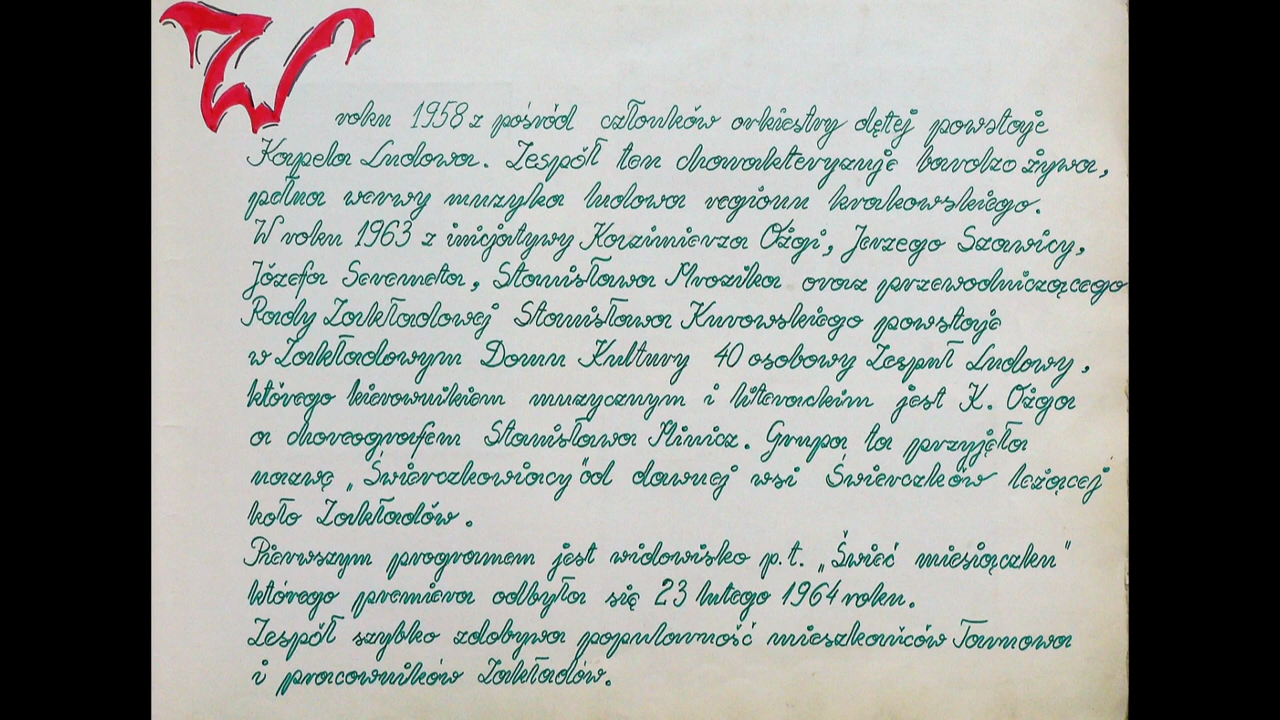 W roku 1958 z pośród członków orkiestry dętej powstaje
Kapela Ludowa. Zespół ten charakteryzuje bardzo żywa,
pełna werwy muzyka ludowa regionu krakowskiego.
W roku 1963 z inicjatywy Kazimierza Ożgi, Jerzego Szawicy,
Józefa Seremeta, Stanisława Mrozika oraz przewodniczącego
Rady Zakładowej Stanisława Kurowskiego powstaje
w Zakładowym Domu Kultury 40 osobowy Zespuł Ludowy,
którego kierownikiem muzycznym i literackim jest K. Ożga
a choreografem Stanisława Minicz. Grupa ta przyjęła
nazwę „Świerczkowiacy" od dawnej wsi Świerczków leżącej
koło Zakładów.
Pierwszym programem jest widowisko p.t. „Świeć miesiączku"
którego premiera odbyła się 23 lutego 1964 roku.
Zespół szybko zdobywa popularność mieszkańców Tarnowa
i pracowników Zakładów.